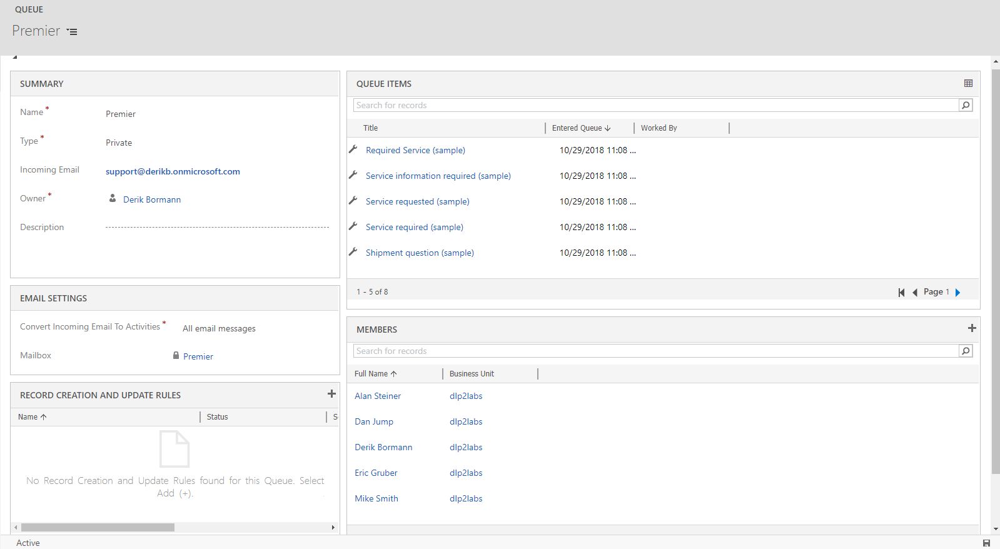 QUEUE
Premier
SUMMARY
Name *
Premier
Type *
Private
Incoming Email
support@derikb.onmicrosoft.com
Owner *
Derik Bormann
Description
EMAIL SETTINGS
Convert Incoming Email To Activities *
All email messages
Mailbox
Premier
RECORD CREATION AND UPDATE RULES
Name
Status
No Record Creation and Update Rules found for this Queue. Select
Add (+).
QUEUE ITEMS
Search for records
Title
Entered Queue
Worked By
Required Service (sample)
10/29/2018 11:08 ...
Service information required (sample)
10/29/2018 11:08 ...
Service requested (sample)
10/29/2018 11:08 ...
Service required (sample)
10/29/2018 11:08 ...
Shipment question (sample)
10/29/2018 11:08 ...
1 - 5 of 8
Page 1
MEMBERS
Search for records
Full Name
Business Unit
Alan Steiner
dlp2labs
Dan Jump
dlp2labs
Derik Bormann
dlp2labs
Eric Gruber
dlp2labs
Mike Smith
dlp2labs
Active